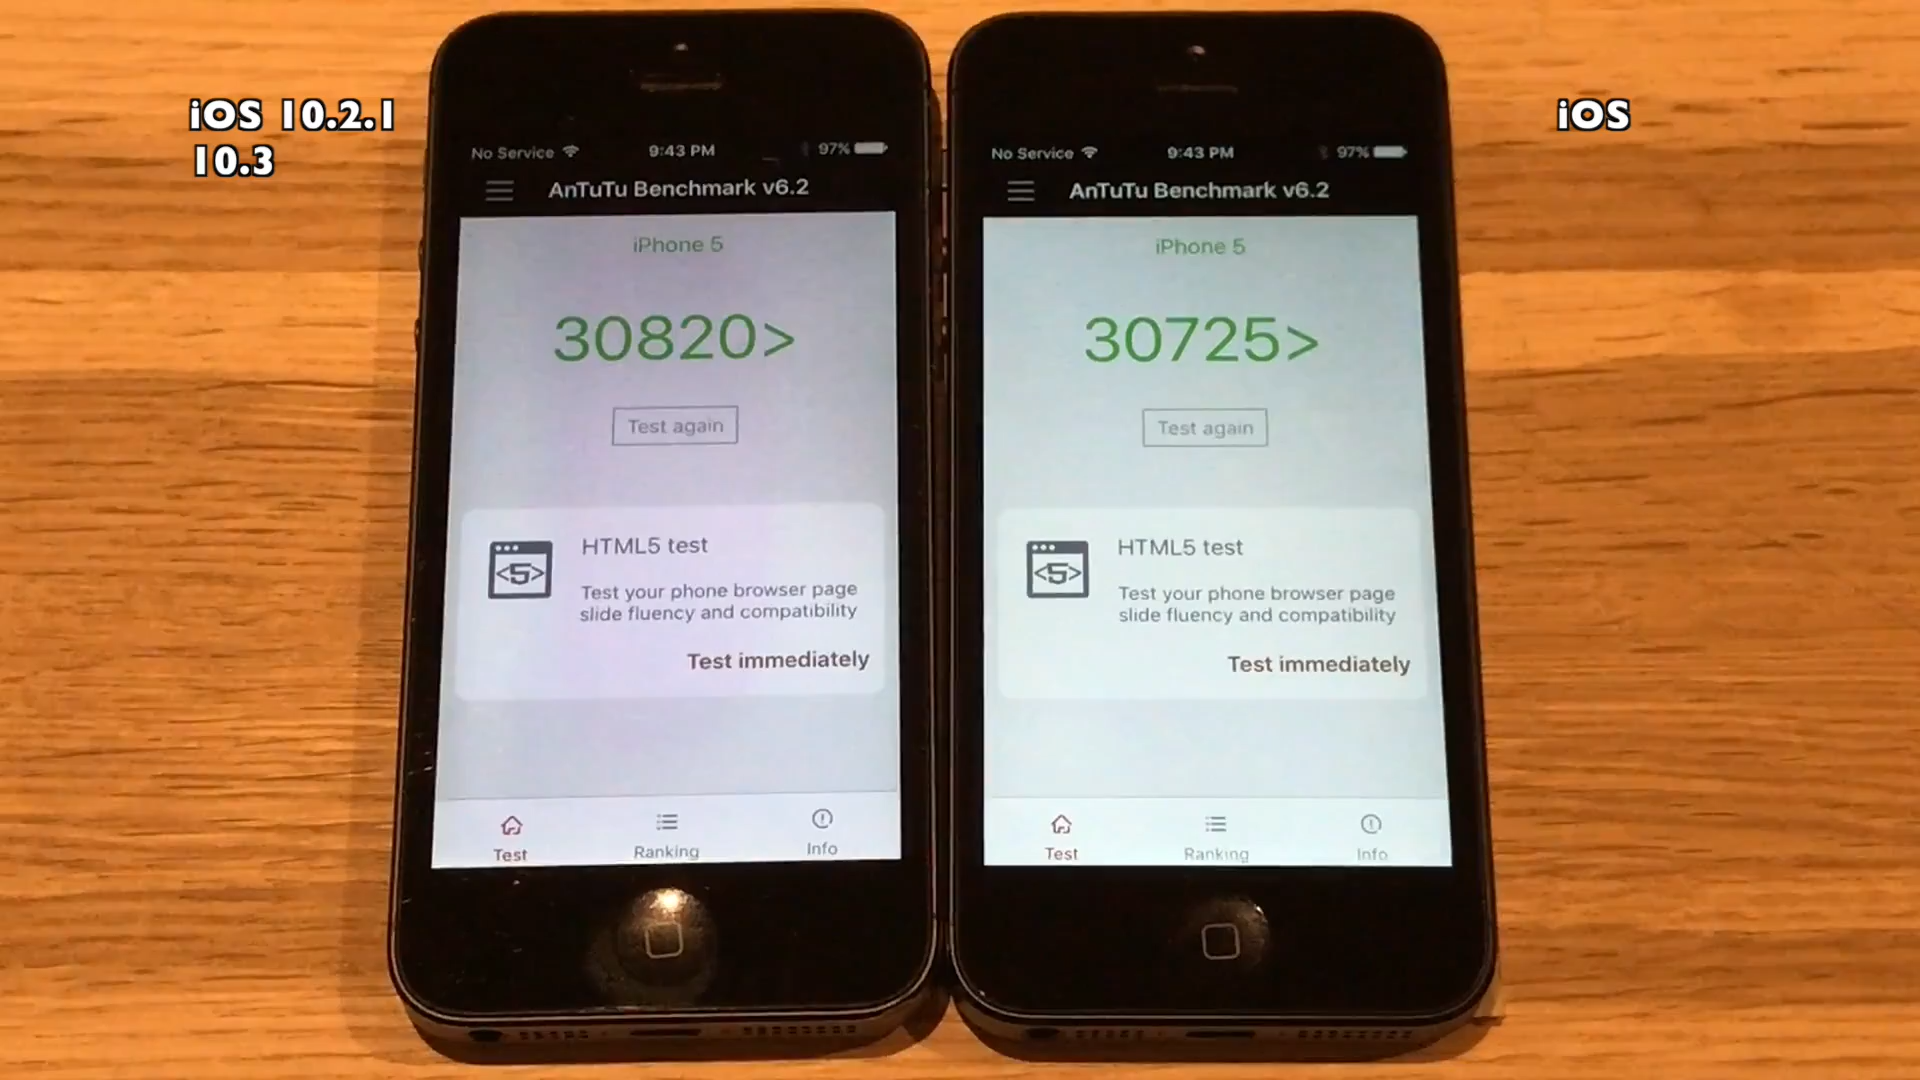 iOS 10.2.1
10.3
iOS
No Service 9:43 PM 97%
AnTuTu Benchmark v6.2
iPhone 5
30820>
Test again
<5>
HTML5 test
Test your phone browser page
slide fluency and compatibility
Test immediately
Test Ranking Info
No Service 9:43 PM 97%
AnTuTu Benchmark v6.2
iPhone 5
30725>
Test again
<5>
HTML5 test
Test your phone browser page
slide fluency and compatibility
Test immediately
Test Ranking Info